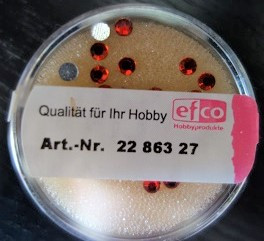 Qualität für Ihr Hobby
efco
Hobbyprodukte
Art.-Nr. 22 863 27